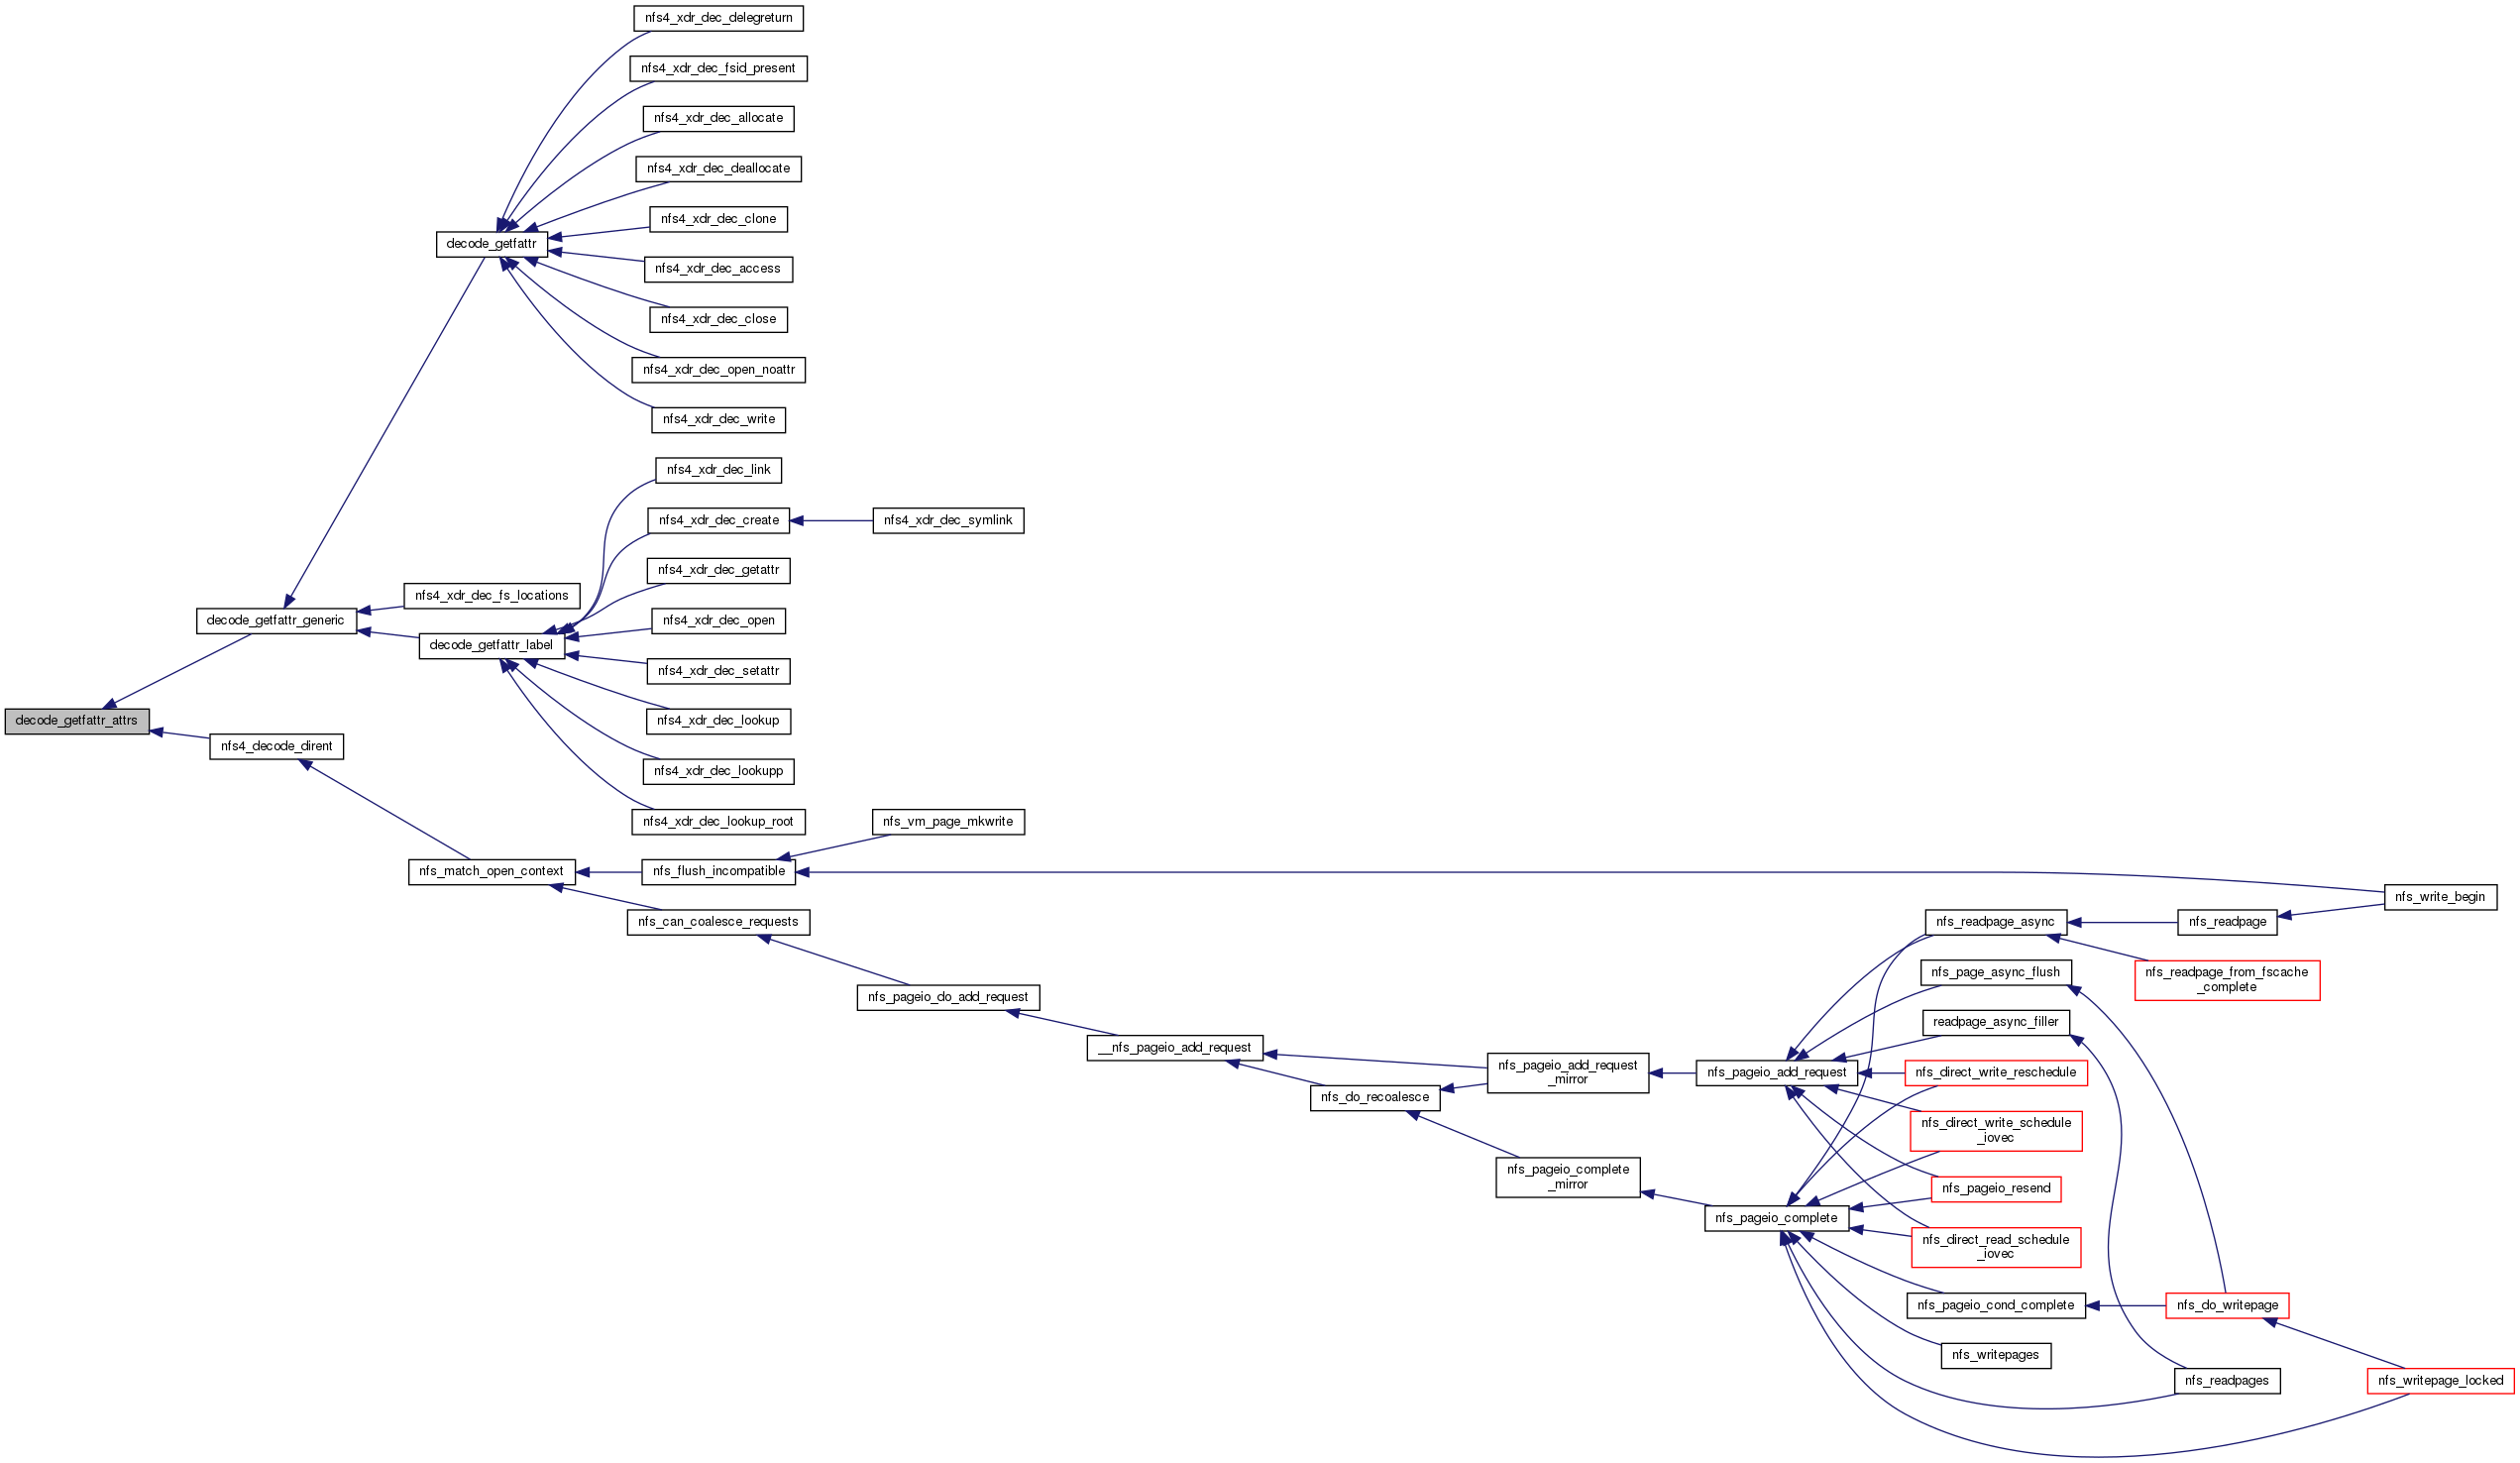 nfs4_xdr_dec_delegreturn
nfs4_xdr_dec_fsid_present
nfs4_xdr_dec_allocate
nfs4_xdr_dec_deallocate
nfs4_xdr_dec_clone
decode_getfattr
nfs4_xdr_dec_access
nfs4_xdr_dec_close
nfs4_xdr_dec_open_noattr
nfs4_xdr_dec_write
nfs4_xdr_dec_link
nfs4_xdr_dec_create
nfs4_xdr_dec_symlink
nfs4_xdr_dec_getattr
nfs4_xdr_dec_fs_locations
decode_getfattr_generic
nfs4_xdr_dec_open
decode_getfattr_label
nfs4_xdr_dec_setattr
decode_getfattr_attrs
nfs4_xdr_dec_lookup
nfs4_decode_dirent
nfs4_xdr_dec_lookupp
nfs4_xdr_dec_lookup_root
nfs_vm_page_mkwrite
nfs_match_open_context
nfs_flush_incompatible
nfs_write_begin
nfs_can_coalesce_requests
nfs_readpage_async
nfs_readpage
nfs_page_async_flush
nfs_readpage_from_fscache
_complete
nfs_pageio_do_add_request
readpage_async_filler
__nfs_pageio_add_request
nfs_pageio_add_request
_mirror
nfs_pageio_add_request
nfs_direct_write_reschedule
nfs_do_recoalesce
nfs_direct_write_schedule
_iovec
nfs_pageio_complete
_mirror
nfs_pageio_resend
nfs_pageio_complete
nfs_direct_read_schedule
_iovec
nfs_pageio_cond_complete
nfs_do_writepage
nfs_writepages
nfs_readpages
nfs_writepage_locked